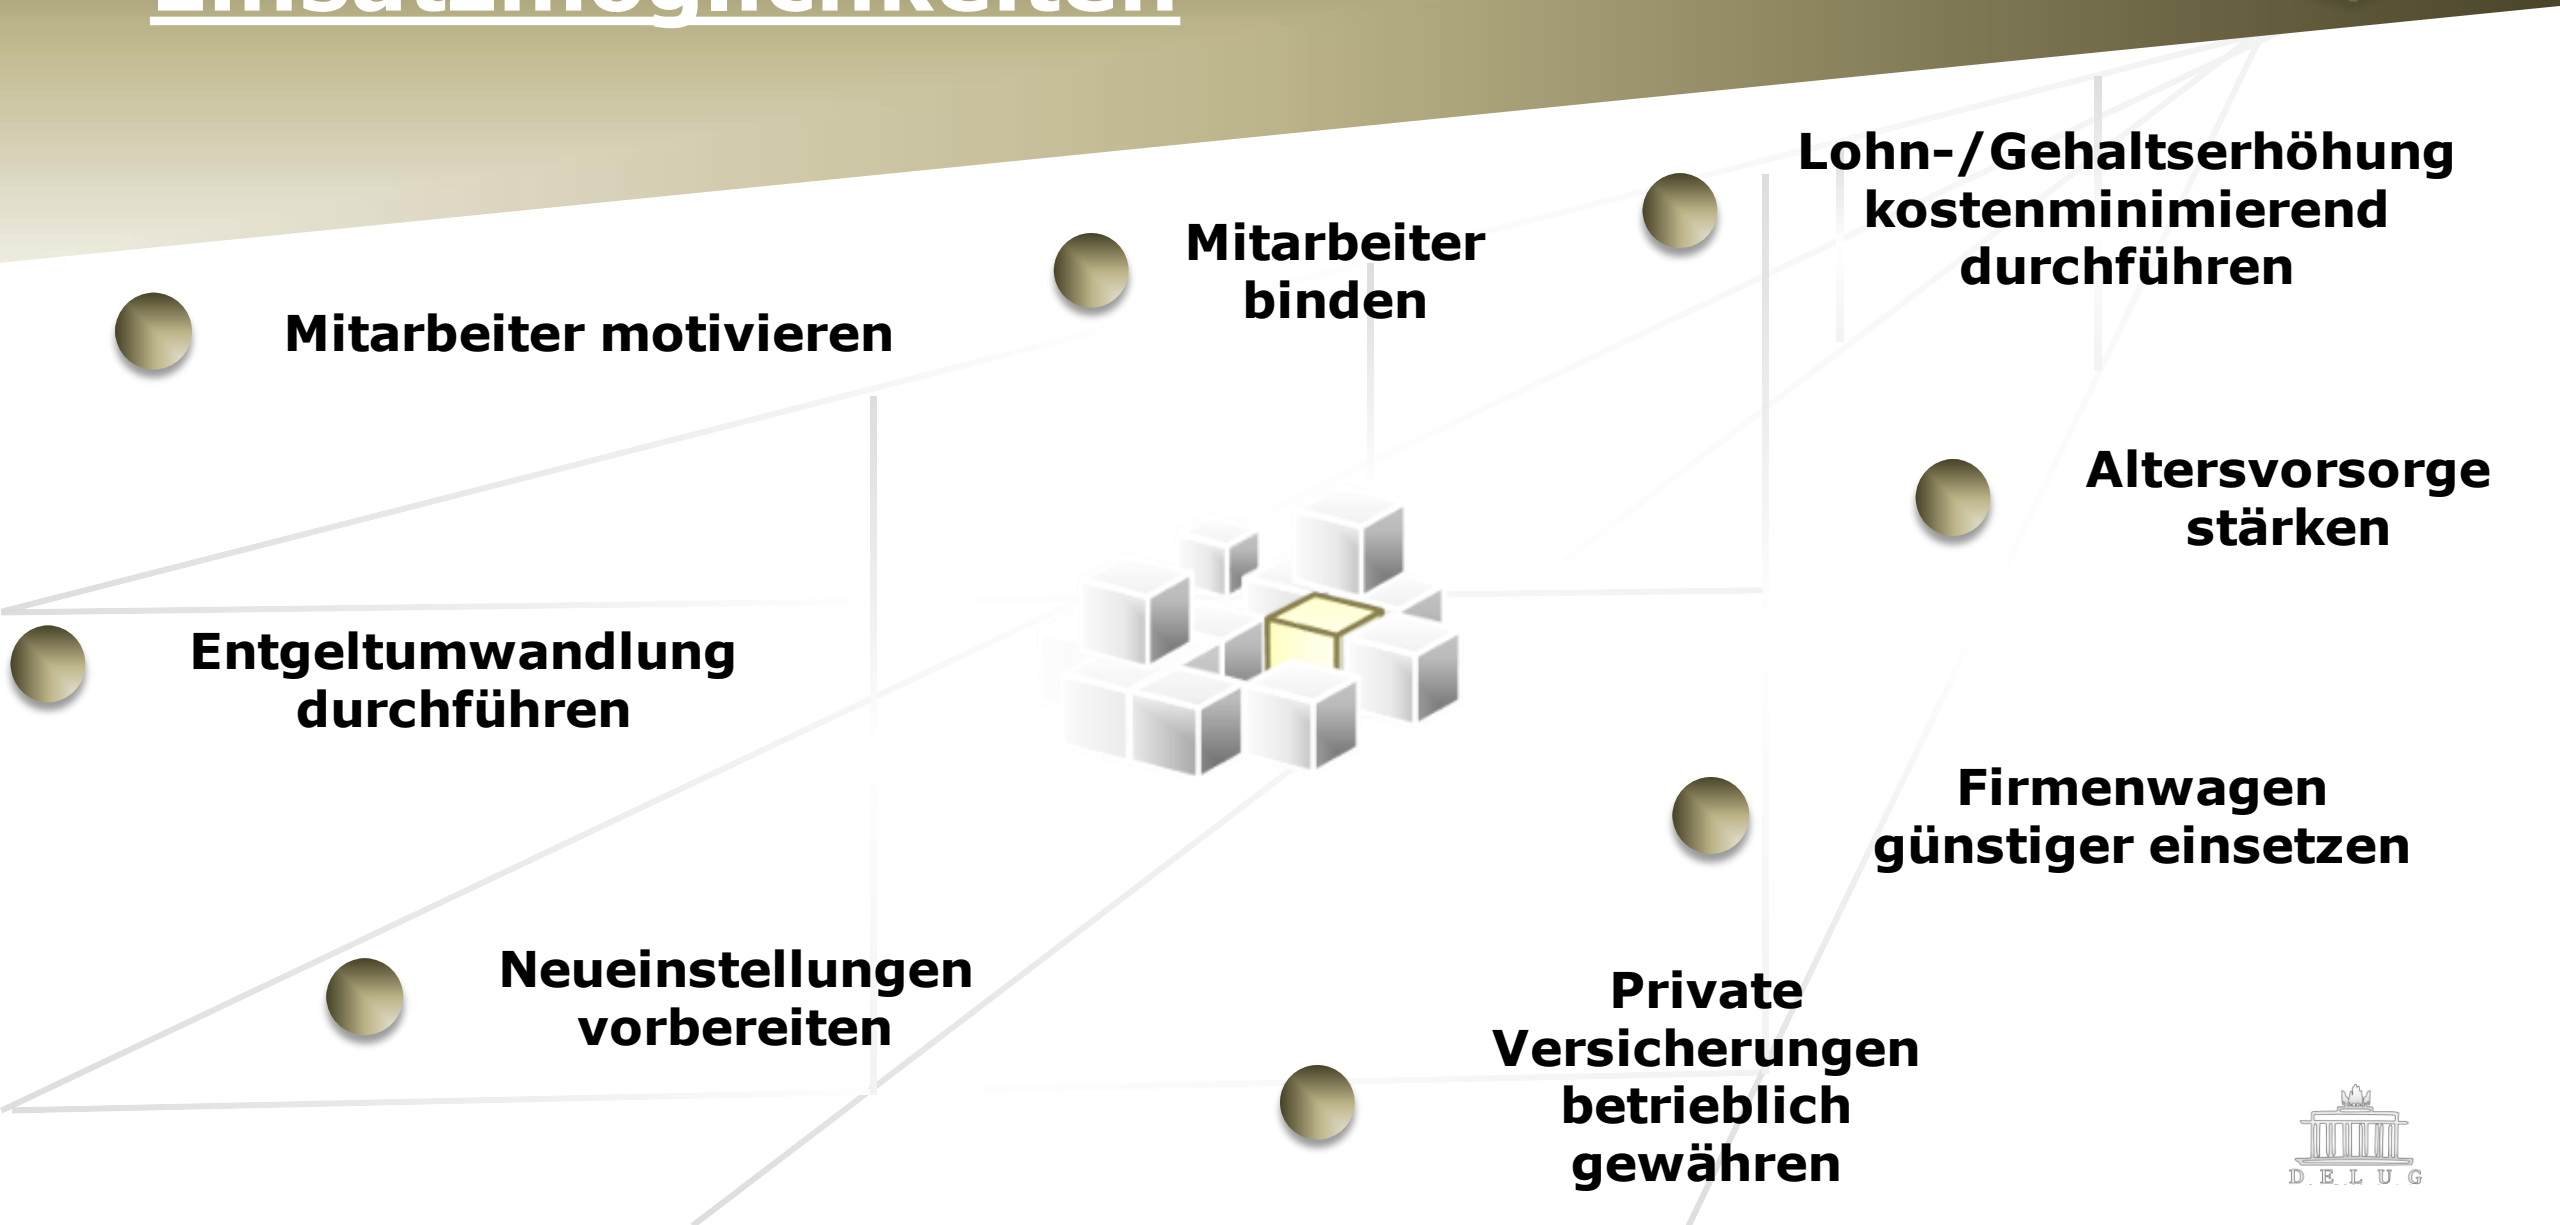 Einsatzmöglichkeiten
Lohn-/Gehaltserhöhung
kostenminimierend
durchführen
Mitarbeiter
binden
Mitarbeiter motivieren
Altersvorsorge
stärken
Entgeltumwandlung
durchführen
Firmenwagen
günstiger einsetzen
Neueinstellungen
vorbereiten
Private
Versicherungen
betrieblich
gewähren
D E L U G